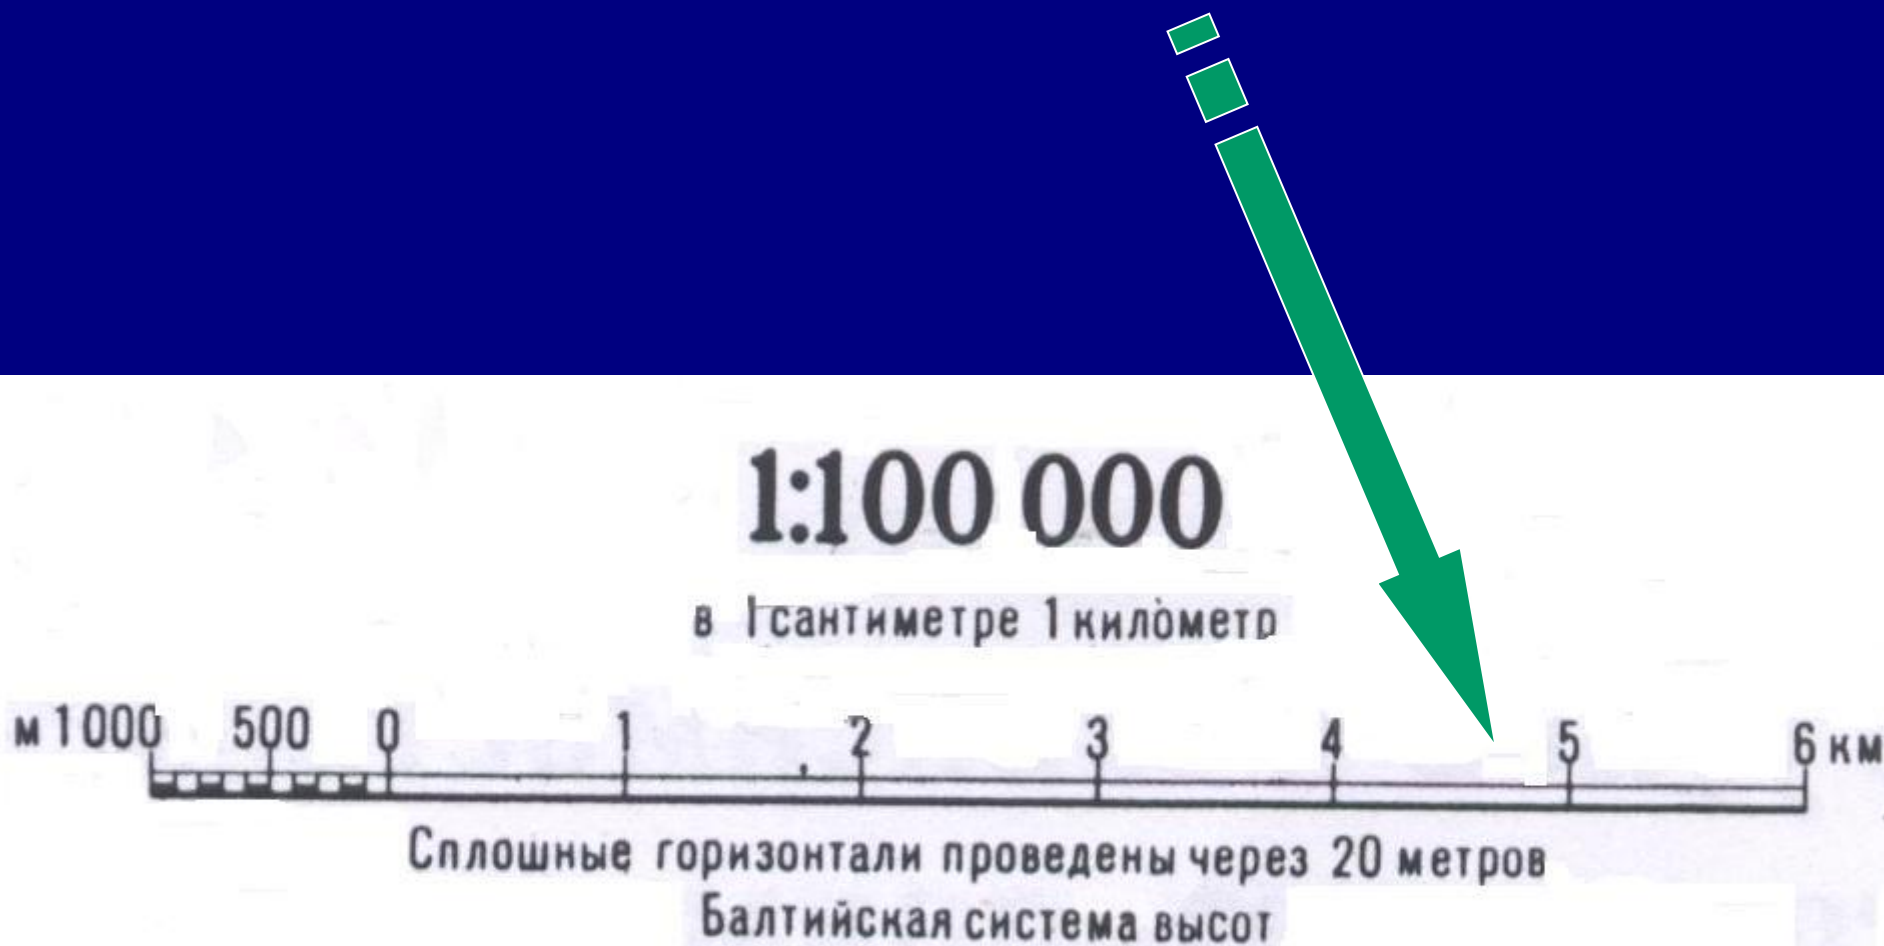 1:100 000
в 1 сантиметре 1 километр
м 1000 500 0 1 2 3 4 5 6 км
Сплошные горизонтали проведены через 20 метров
Балтийская система высот